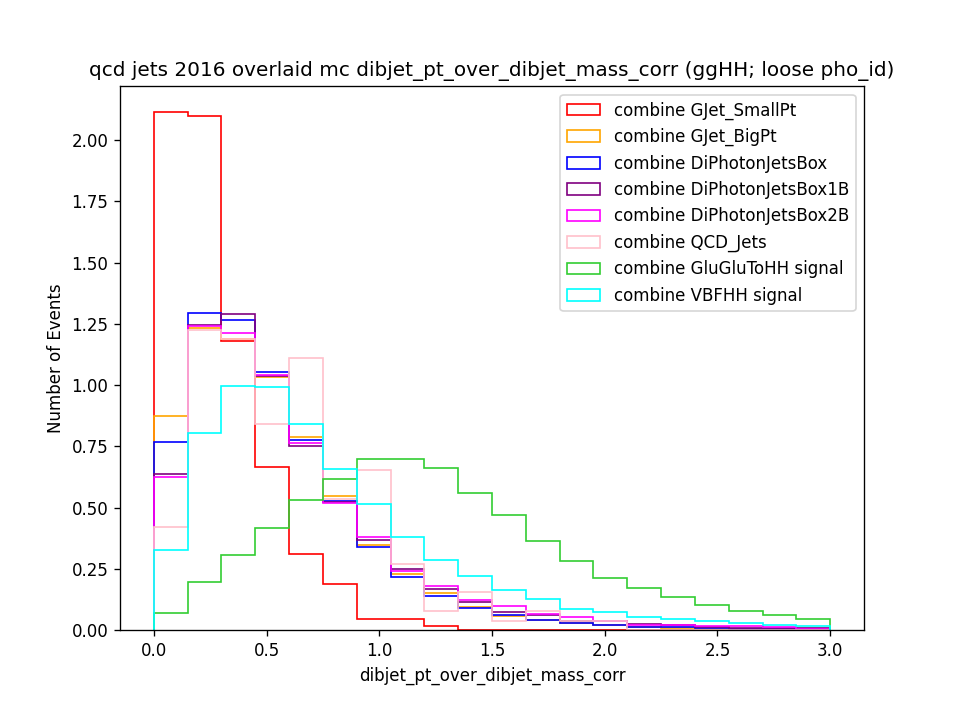 qcd jets 2016 overlaid mc dibjet_pt_over_dibjet_mass_corr (ggHH; loose pho_id)
combine GJet_SmallPt
combine GJet_BigPt
combine DiPhotonJetsBox
combine DiPhotonJetsBox1B
combine DiPhotonJetsBox2B
combine QCD_Jets
combine GluGluToHH signal
combine VBFHH signal
Number of Events
2.00
1.75
1.50
1.25
1.00
0.75
0.50
0.25
0.00
0.0 0.5 1.0 1.5 2.0 2.5 3.0
dibjet_pt_over_dibjet_mass_corr